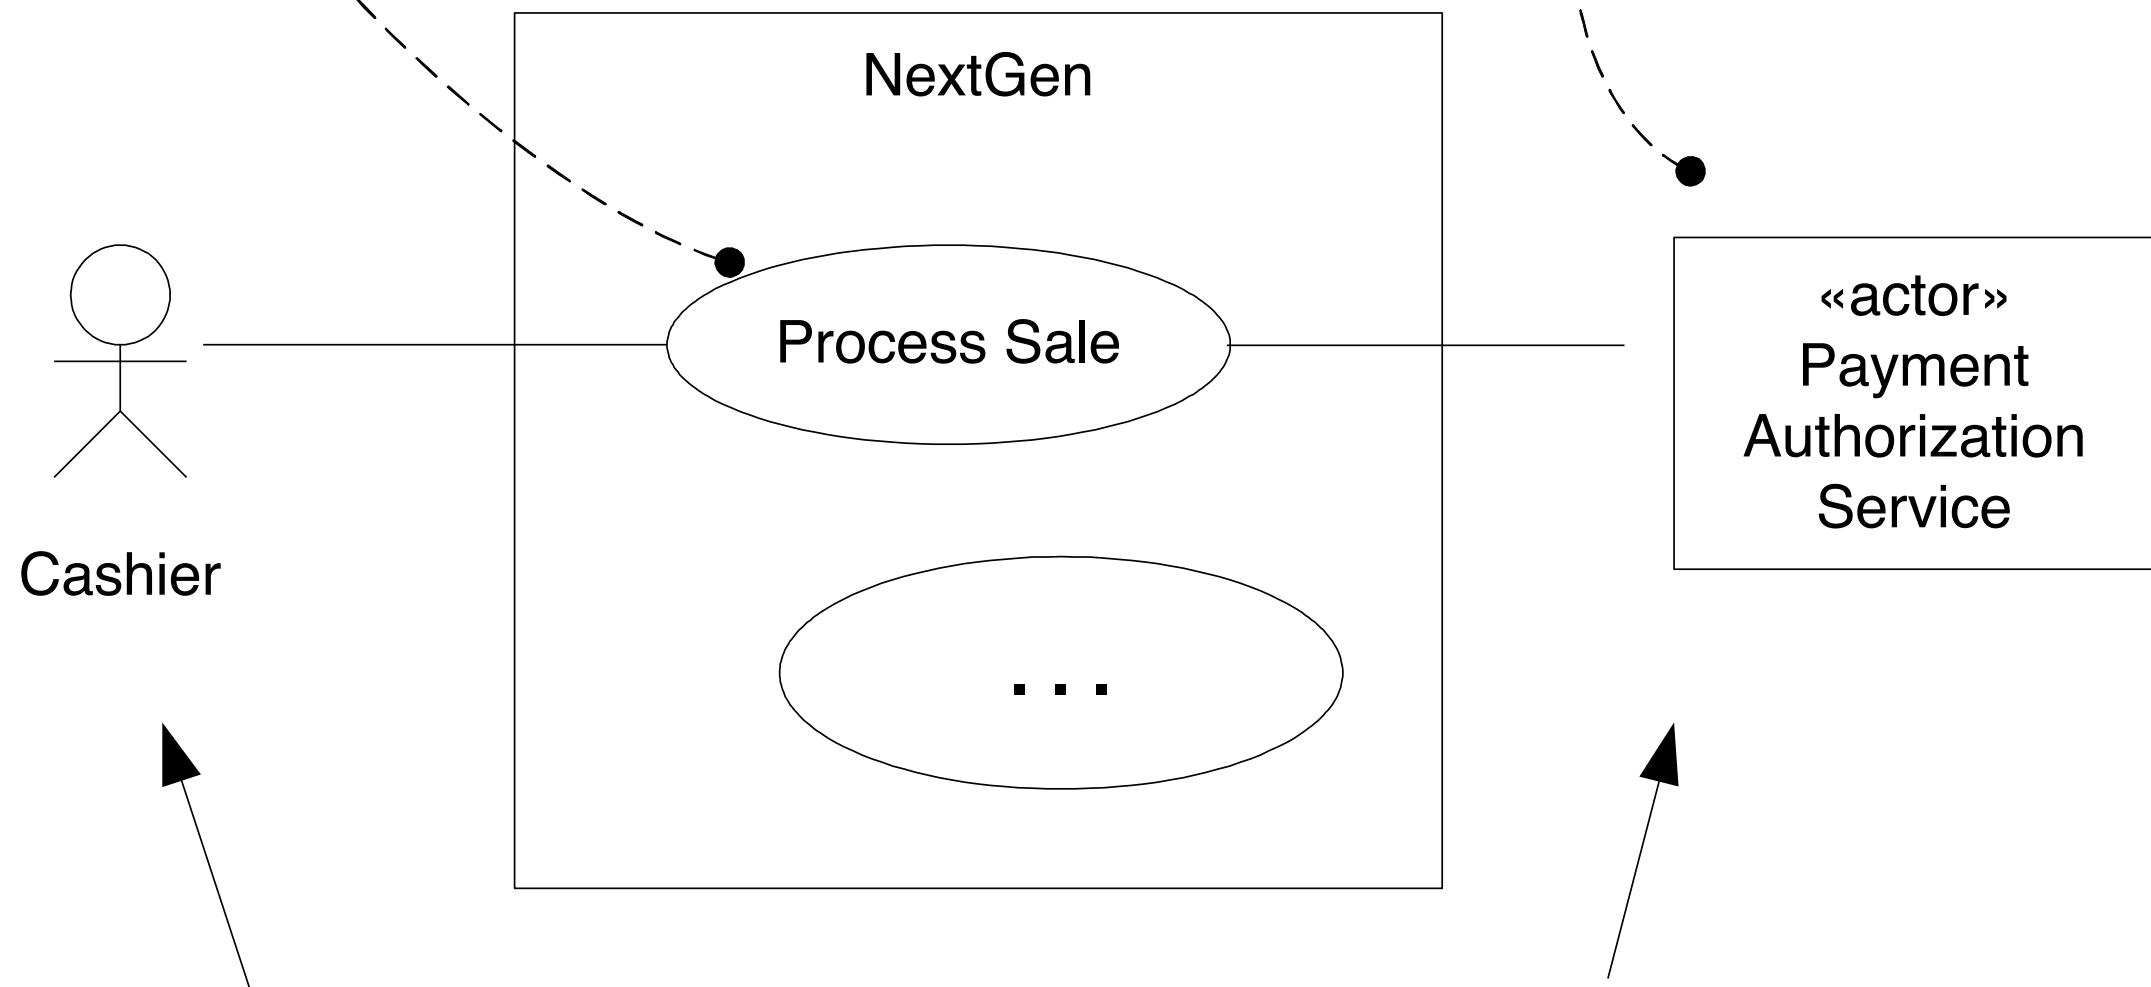 NextGen
Process Sale
«actor»
Payment
Authorization
Service
Cashier
. . .